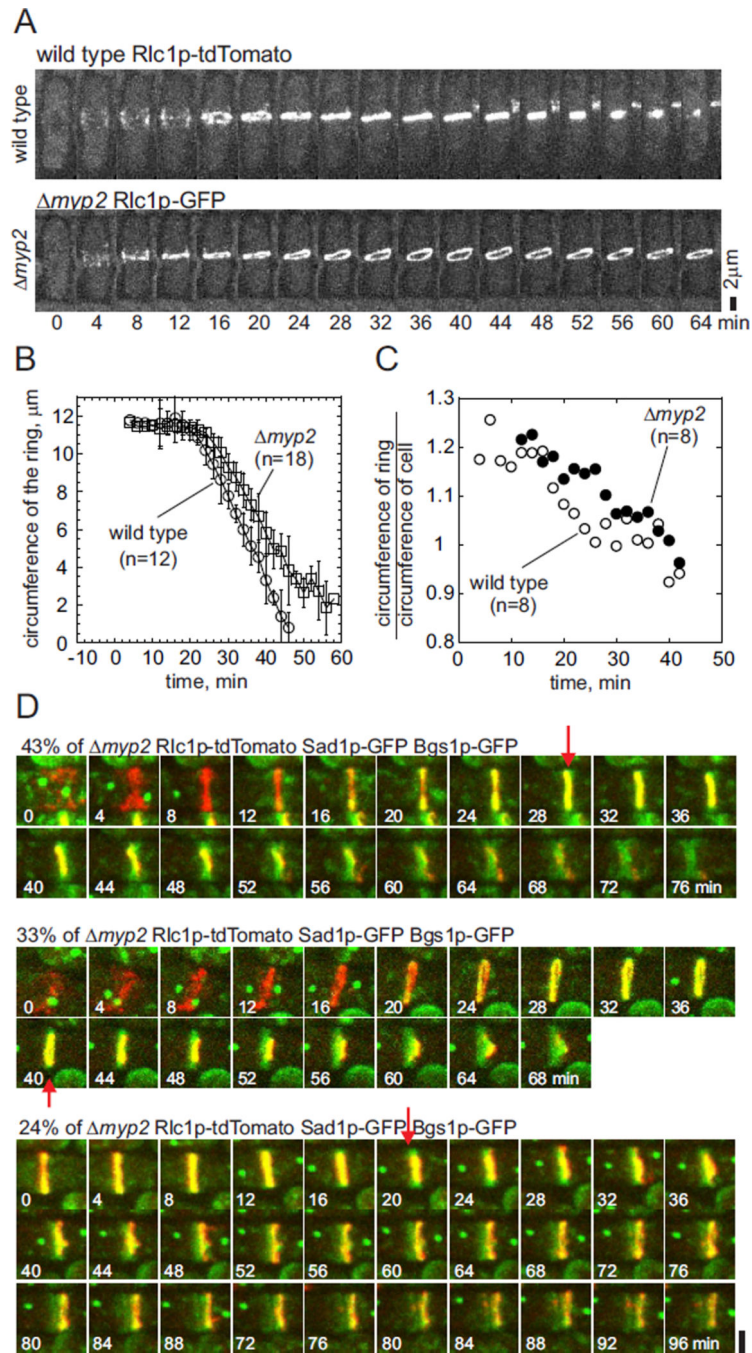 A
wild type Rlc1p-tdTomato
wild type
Δmyp2 Rlc1p-GFP
Δmyp2
2μm
0 4 8 12 16 20 24 28 32 36 40 44 48 52 56 60 64 min
B
circumference of the ring, μm
12
10
8
6
4
2
0
Δmyp2
(n=18)
wild type
(n=12)
-10 0 10 20 30 40 50 60
time, min
C
circumference of ring
circumference of cell
1.3
1.2
1.1
1
0.9
0.8
Δmyp2
(n=8)
wild type
(n=8)
0 10 20 30 40 50
time, min
D
43% of Δmyp2 Rlc1p-tdTomato Sad1p-GFP Bgs1p-GFP
0 4 8 12 16 20 24 28 32 36
40 44 48 52 56 60 64 68 72 76 min
33% of Δmyp2 Rlc1p-tdTomato Sad1p-GFP Bgs1p-GFP
0 4 8 12 16 20 24 28 32 36
40 44 48 52 56 60 64 68 min
24% of Δmyp2 Rlc1p-tdTomato Sad1p-GFP Bgs1p-GFP
0 4 8 12 16 20 24 28 32 36
40 44 48 52 56 60 64 68 72 76
80 84 88 72 76 80 84 88 92 96 min